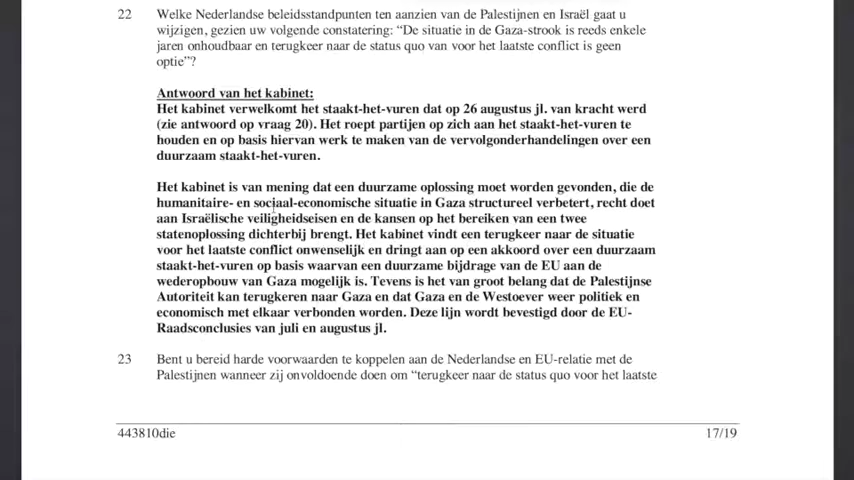 22 Welke Nederlandse beleidsstandpunten ten aanzien van de Palestijnen en Israël gaat u
wijzigen, gezien uw volgende constatering: “De situatie in de Gaza-strook is reeds enkele
jaren onhoudbaar en terugkeer naar de status quo van voor het laatste conflict is geen
optie”?
Antwoord van het kabinet:
Het kabinet verwelkomt het staakt-het-vuren dat op 26 augustus jl. van kracht werd
(zie antwoord op vraag 20). Het roept partijen op zich aan het staakt-het-vuren te
houden en op basis hiervan werk te maken van de vervolgonderhandelingen over een
duurzaam staakt-het-vuren.
Het kabinet is van mening dat een duurzame oplossing moet worden gevonden, die de
humanitaire- en sociaal-economische situatie in Gaza structureel verbetert, recht doet
aan Israëlische veiligheidseisen en de kansen op het bereiken van een twee
statenoplossing dichterbij brengt. Het kabinet vindt een terugkeer naar de situatie
voor het laatste conflict onwenselijk en dringt aan op een akkoord over een duurzaam
staakt-het-vuren op basis waarvan een duurzame bijdrage van de EU aan de
wederopbouw van Gaza mogelijk is. Tevens is het van groot belang dat de Palestijnse
Autoriteit kan terugkeren naar Gaza en dat Gaza en de Westoever weer politiek en
economisch met elkaar verbonden worden. Deze lijn wordt bevestigd door de EU-
Raadsconclusies van juli en augustus jl.
23 Bent u bereid harde voorwaarden te koppelen aan de Nederlandse en EU-relatie met de
Palestijnen wanneer zij onvoldoende doen om “terugkeer naar de status quo voor het laatste
443810die 17/19